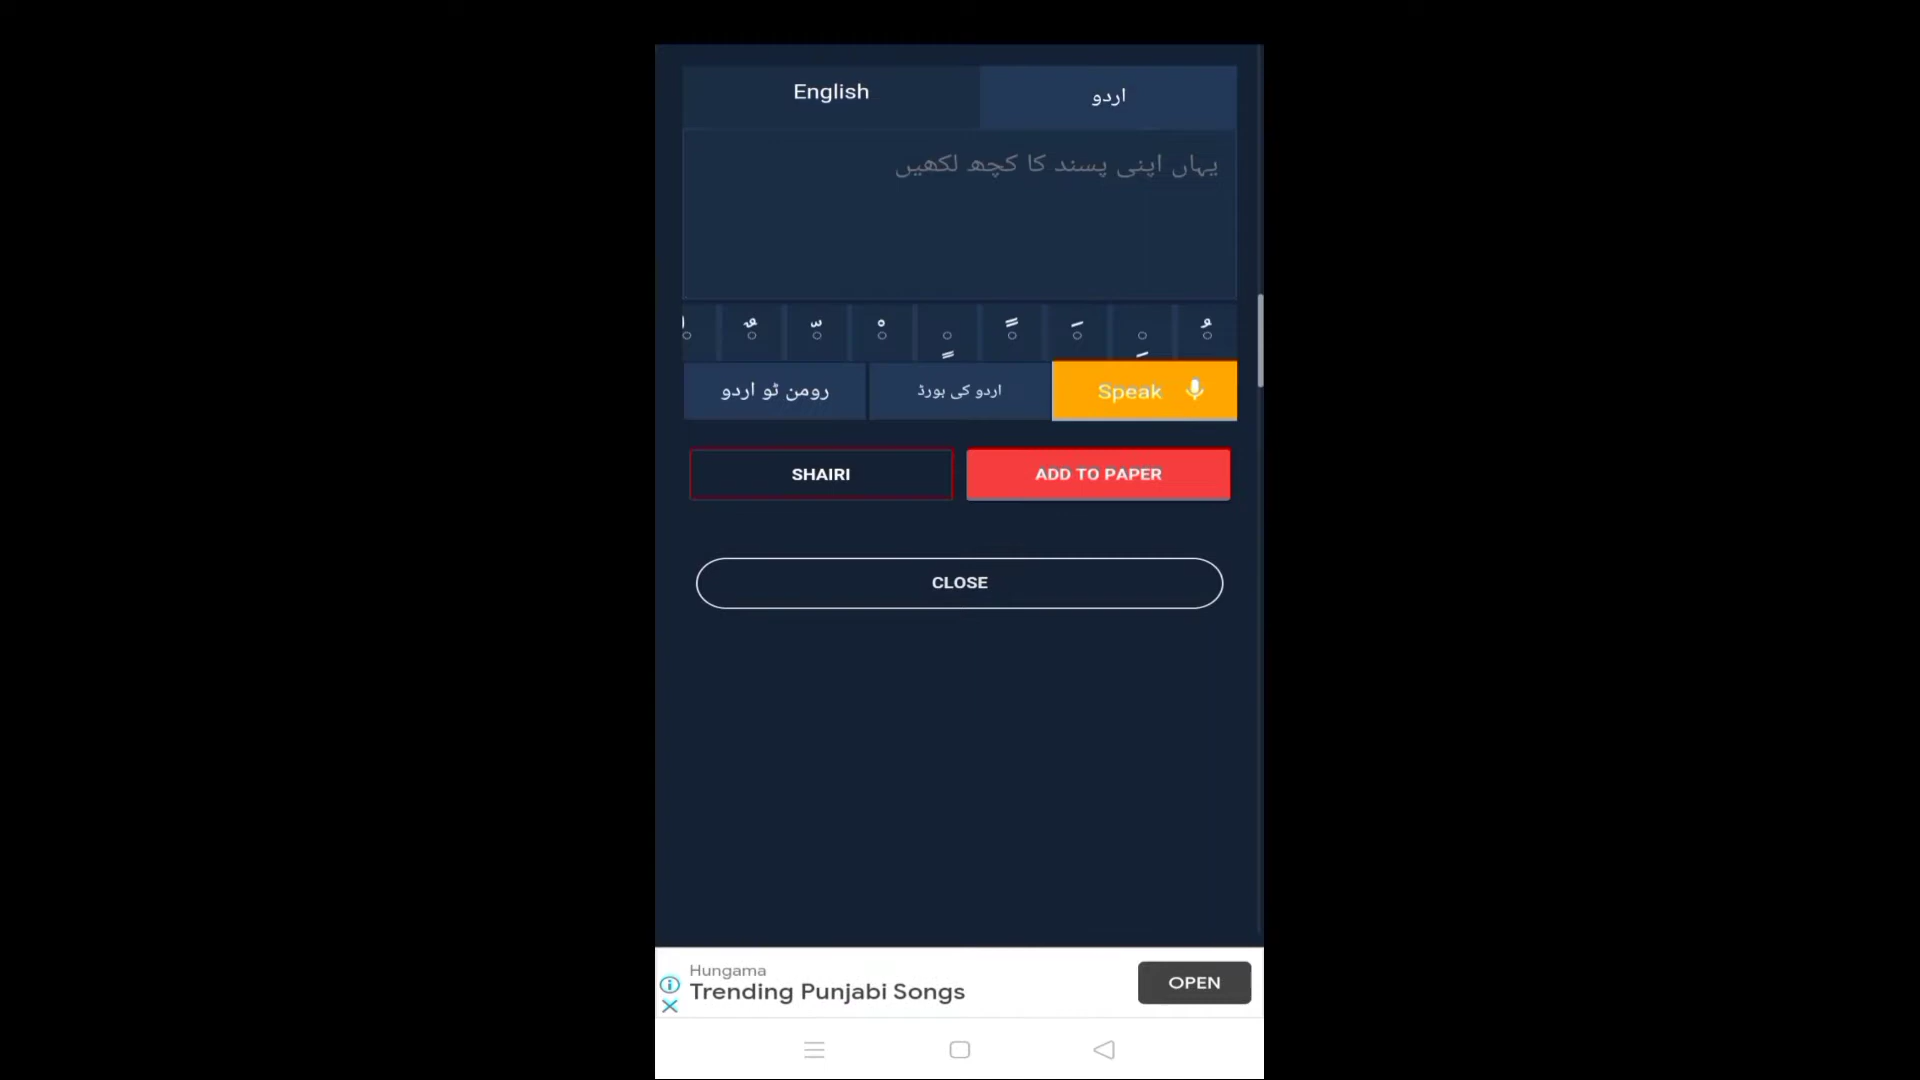 English
اردو
یہاں اپنی پسند کا کچھ لکھیں
رومن ٹو اردو
اردو کی بورڈ
Speak
SHAIRI
ADD TO PAPER
CLOSE
Hungama
Trending Punjabi Songs
OPEN